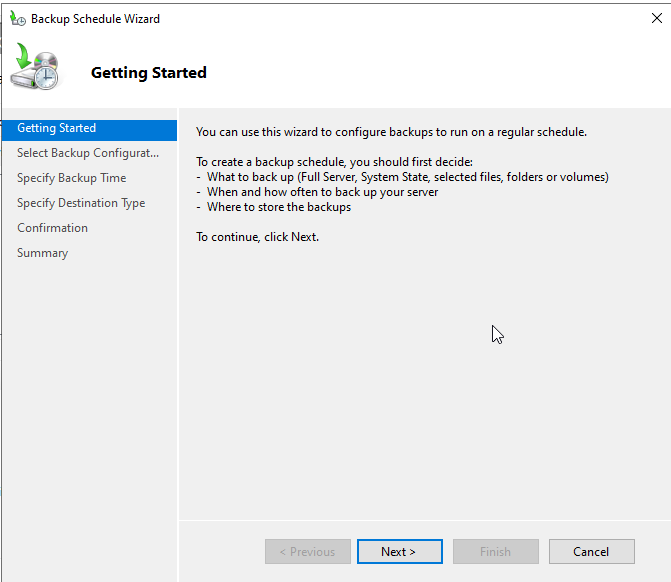 Backup Schedule Wizard
Getting Started
Getting Started
Select Backup Configurat...
Specify Backup Time
Specify Destination Type
Confirmation
Summary
You can use this wizard to configure backups to run on a regular schedule.
To create a backup schedule, you should first decide:
- What to back up (Full Server, System State, selected files, folders or volumes)
- When and how often to back up your server
- Where to store the backups
To continue, click Next.
< Previous
Next >
Finish
Cancel